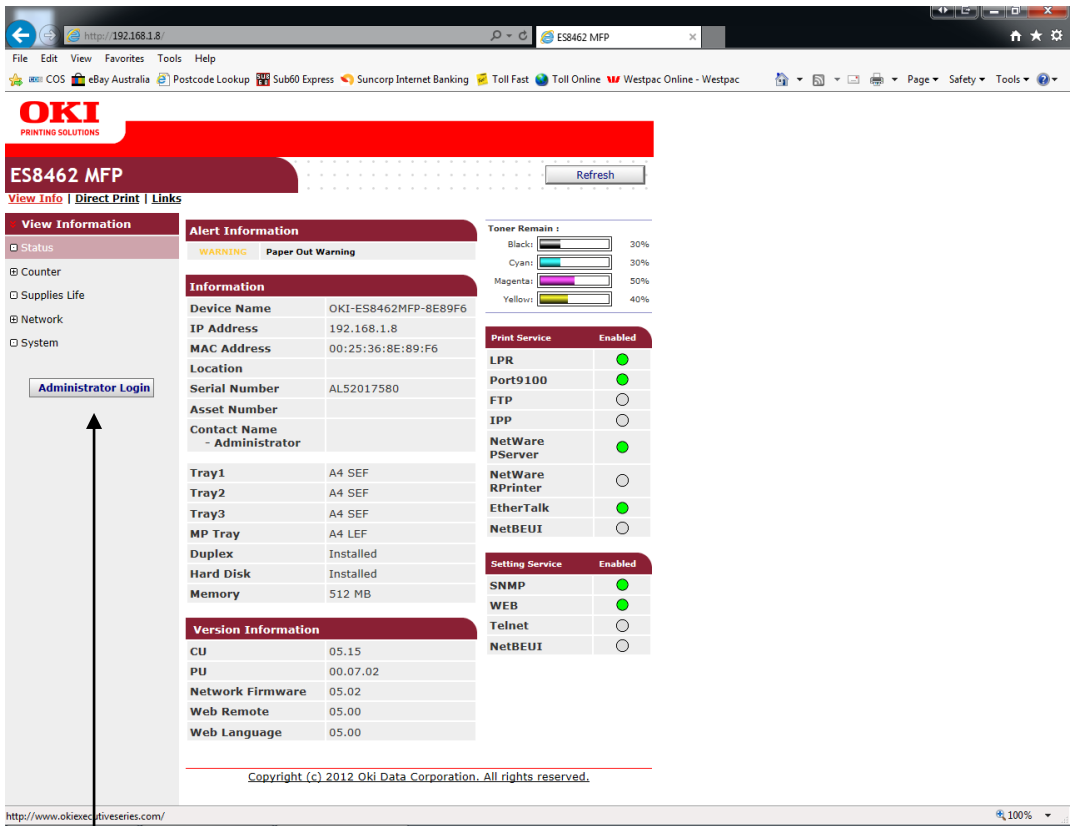 http://192.168.1.8/
ES8462 MFP
File Edit View Favorites Tools Help
COS eBay Australia Postcode Lookup Sub60 Express Suncorp Internet Banking Toll Fast Toll Online Westpac Online - Westpac Page Safety Tools
OKI
PRINTING SOLUTIONS
ES8462 MFP
Refresh
View Info | Direct Print | Links
View Information
Status
Counter
Supplies Life
Network
System
Administrator Login
Alert Information
WARNING Paper Out Warning
Information
Device Name OKI-ES8462MFP-8E89F6
IP Address 192.168.1.8
MAC Address 00:25:36:8E:89:F6
Location
Serial Number AL52017580
Asset Number
Contact Name
- Administrator
Tray1 A4 SEF
Tray2 A4 SEF
Tray3 A4 SEF
MP Tray A4 LEF
Duplex Installed
Hard Disk Installed
Memory 512 MB
Version Information
CU 05.15
PU 00.07.02
Network Firmware 05.02
Web Remote 05.00
Web Language 05.00
Toner Remain :
Black: 30%
Cyan: 30%
Magenta: 50%
Yellow: 40%
Print Service Enabled
LPR
Port9100
FTP
IPP
NetWare
PServer
NetWare
RPrinter
EtherTalk
NetBEUI
Setting Service Enabled
SNMP
WEB
Telnet
NetBEUI
Copyright (c) 2012 Oki Data Corporation. All rights reserved.
http://www.okiexecutiveseries.com/
100%